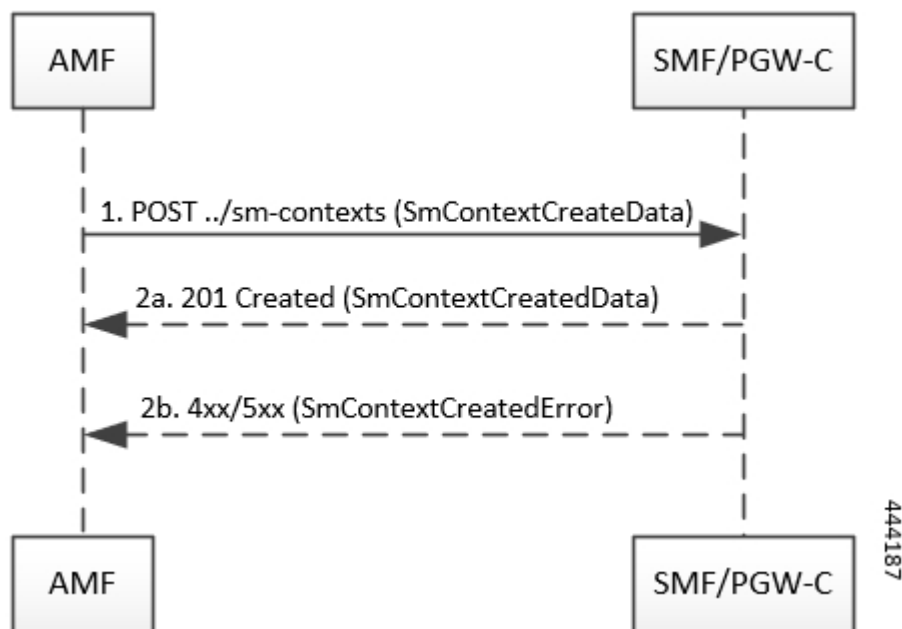 AMF
SMF/PGW-C
1. POST ../sm-contexts (SmContextCreateData)
2a. 201 Created (SmContextCreatedData)
2b. 4xx/5xx (SmContextCreatedError)
444187
AMF
SMF/PGW-C